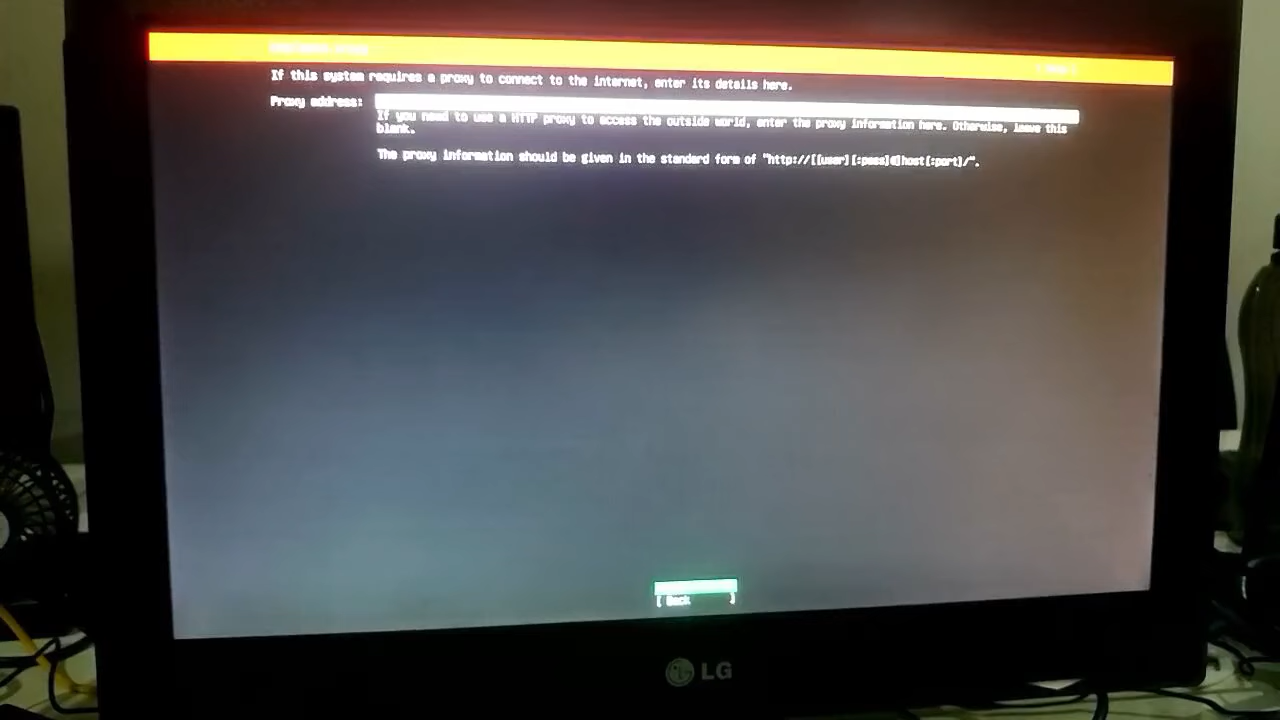 If this system requires a proxy to connect to the internet, enter its details here.
Proxy address:
If you need to use a HTTP proxy to access the outside world, enter the proxy information here. Otherwise, leave this
blank.
The proxy information should be given in the standard form of "http://[[user][:pass]@]host[:port]/".
[ Back ]
LG